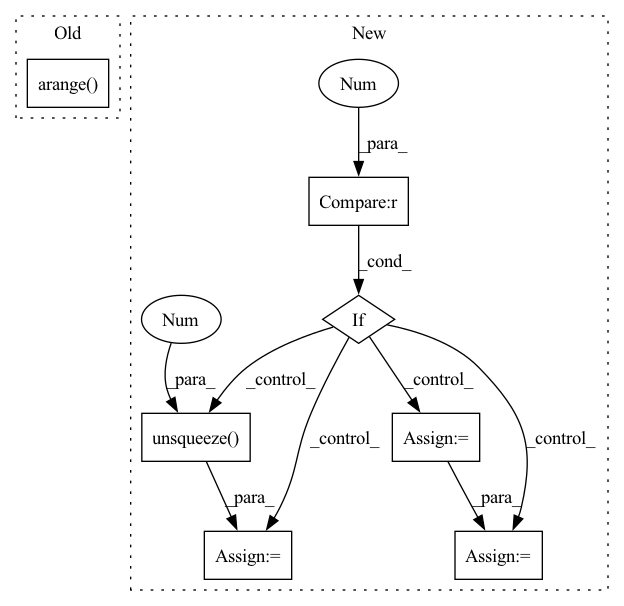 Old
New
arange()
Num
_para_
Compare:r
_cond_
Num
If
_para_
_control_
_control_
unsqueeze()
_control_
Assign:=
_control_
_para_
_para_
Assign:=
Assign:=